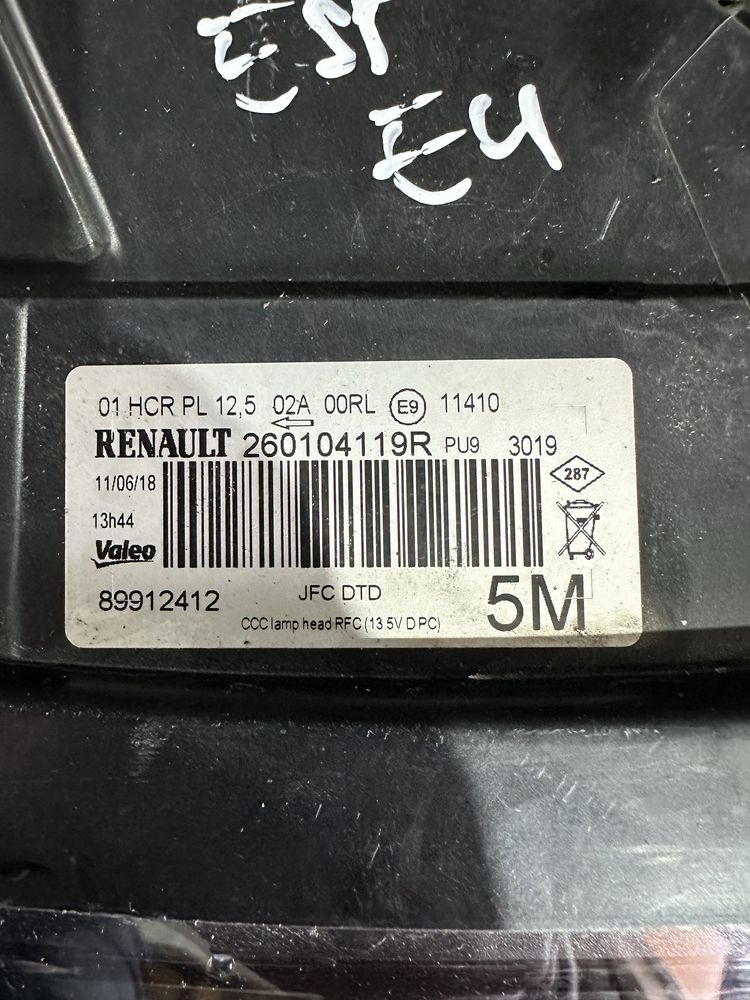 ESP
E4
01 HCR PL 12,5 02A 00RL E9 11410
RENAULT 260104119R PU9 3019
11/06/18
287
13h44
Valeo
89912412
JFC DTD
5M
CCC lamp head RFC (13 5V D PC)